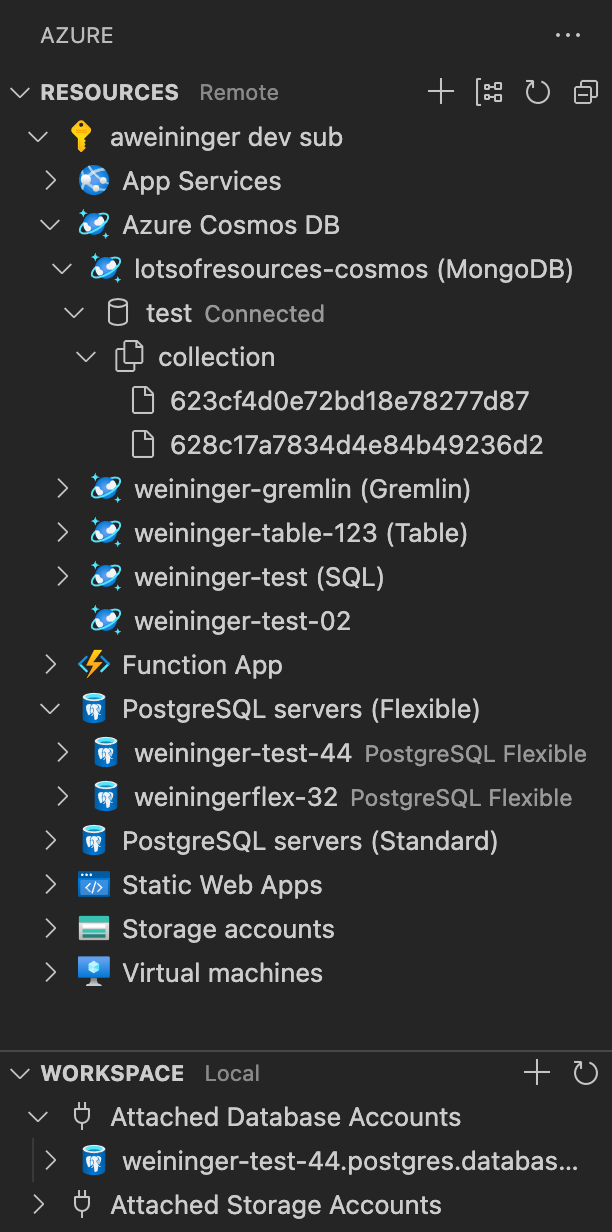 AZURE
RESOURCES Remote
aweininger dev sub
App Services
Azure Cosmos DB
lotsofresources-cosmos (MongoDB)
test Connected
collection
623cf4d0e72bd18e78277d87
628c17a7834d4e84b49236d2
weininger-gremlin (Gremlin)
weininger-table-123 (Table)
weininger-test (SQL)
weininger-test-02
Function App
PostgreSQL servers (Flexible)
weininger-test-44 PostgreSQL Flexible
weiningerflex-32 PostgreSQL Flexible
PostgreSQL servers (Standard)
Static Web Apps
Storage accounts
Virtual machines
WORKSPACE Local
Attached Database Accounts
weininger-test-44.postgres.databas...
Attached Storage Accounts